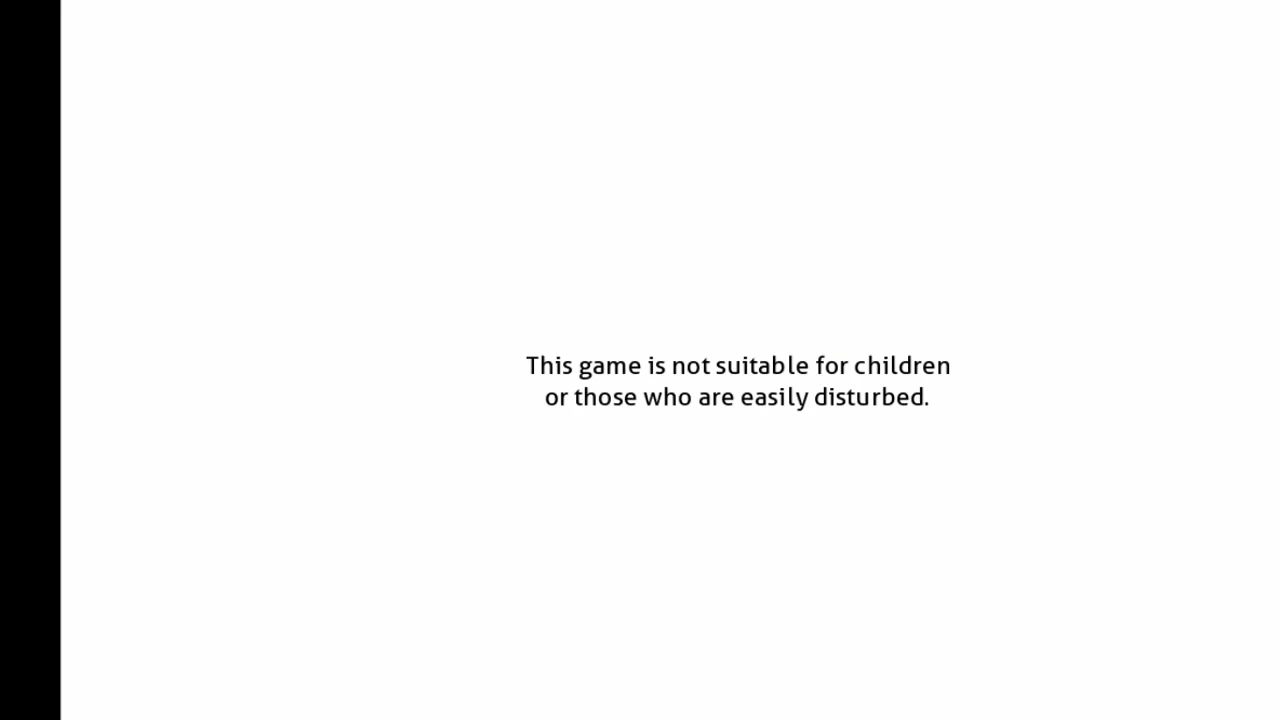 This game is not suitable for children
or those who are easily disturbed.